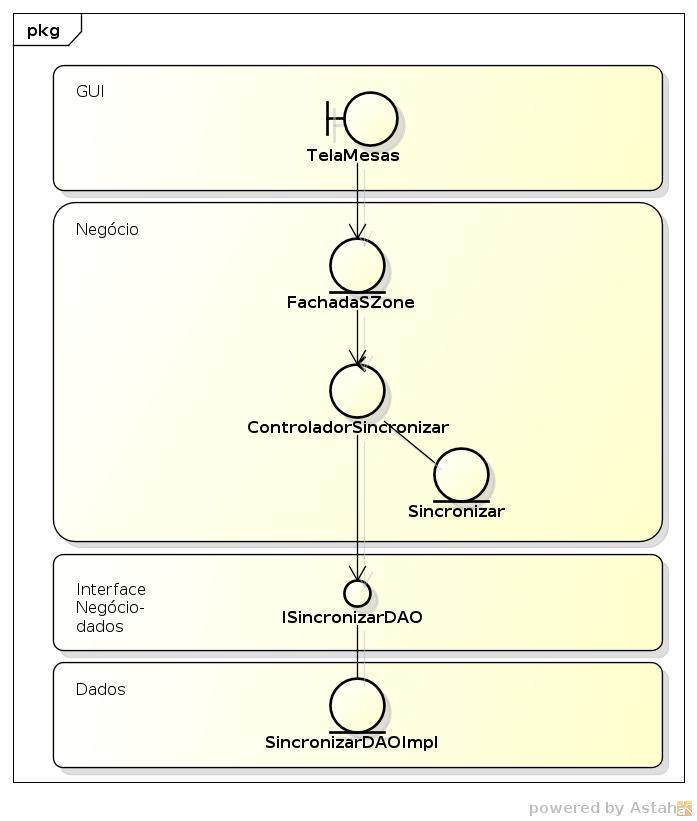 pkg
GUI
TelaMesas
Negócio
FachadaSZone
ControladorSincronizar
Sincronizar
Interface
Negócio-
dados
ISincronizarDAO
Dados
SincronizarDAOImpl
powered by Astah